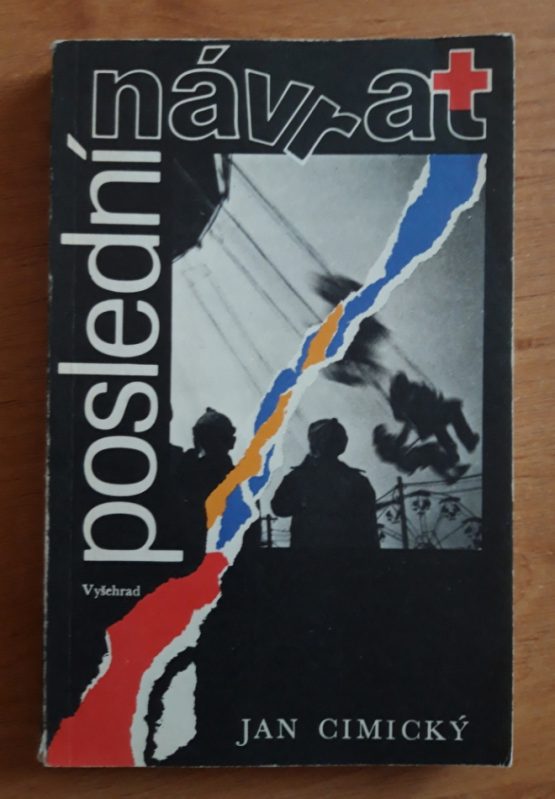 poslední
návrat
Vyšehrad
JAN CIMICKÝ